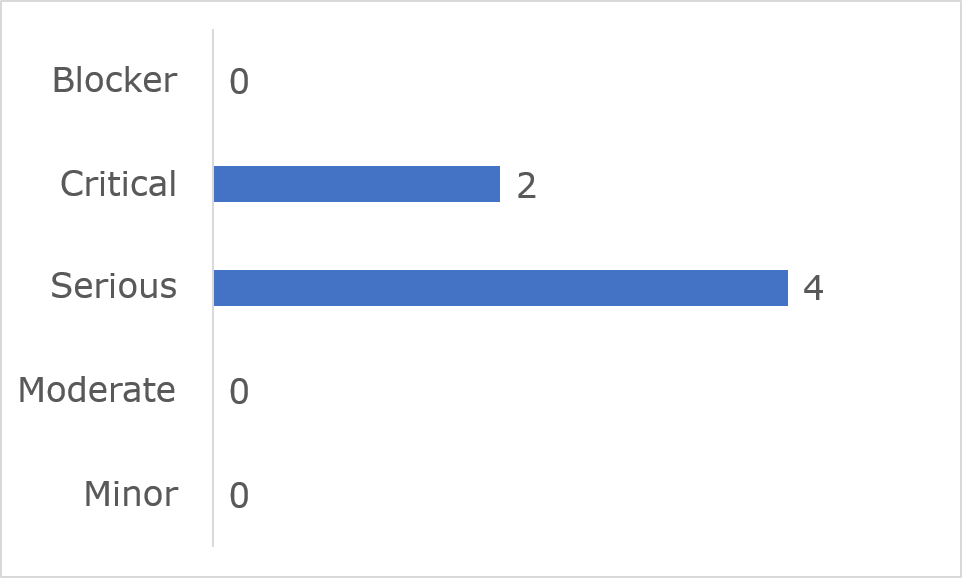 Blocker 0
Critical 2
Serious 4
Moderate 0
Minor 0